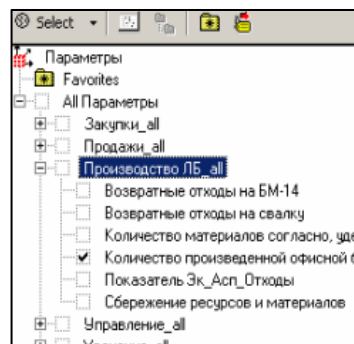 Select
Параметры
Favorites
All Параметры
Закупки_all
Продажи_all
Производство ЛБ_all
Возвратные отходы на БМ-14
Возвратные отходы на свалку
Количество материалов согласно, уде
Количество произведенной офисной б
Показатель Эк_Асп_Отходы
Сбережение ресурсов и материалов
Управление_all